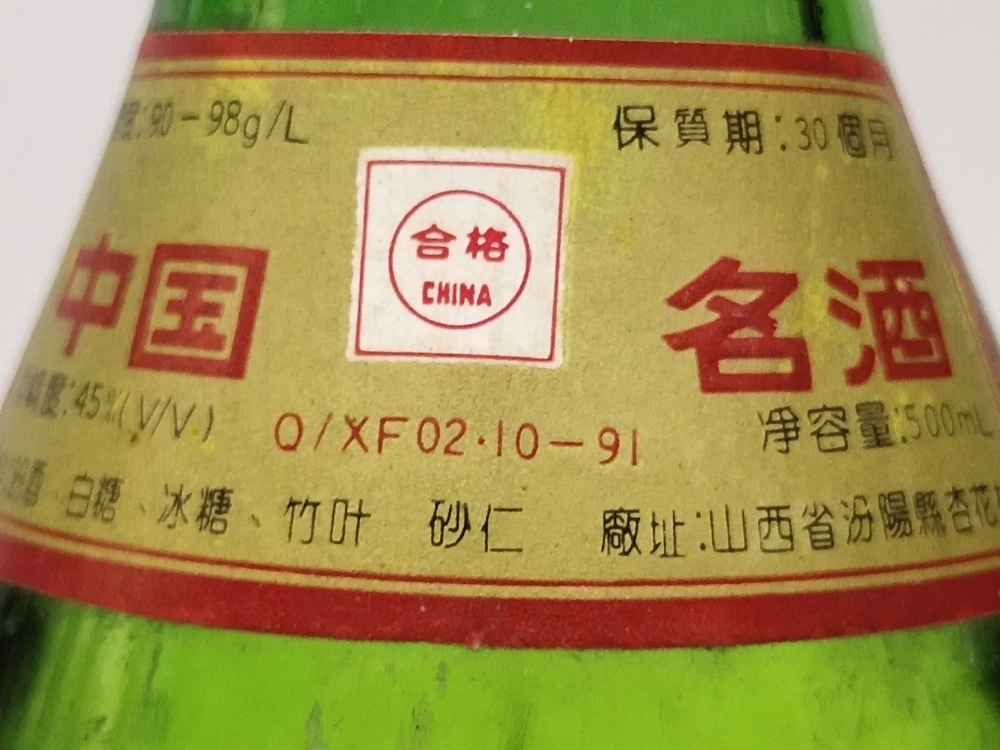 度:90-98g/L
保質期:30個月
合格
CHINA
中国
名酒
度:45%(V/V)
Q/XF02·10-91
净容量:500mL
酒、白糖、冰糖、竹叶 砂仁
廠址:山西省汾陽縣杏花